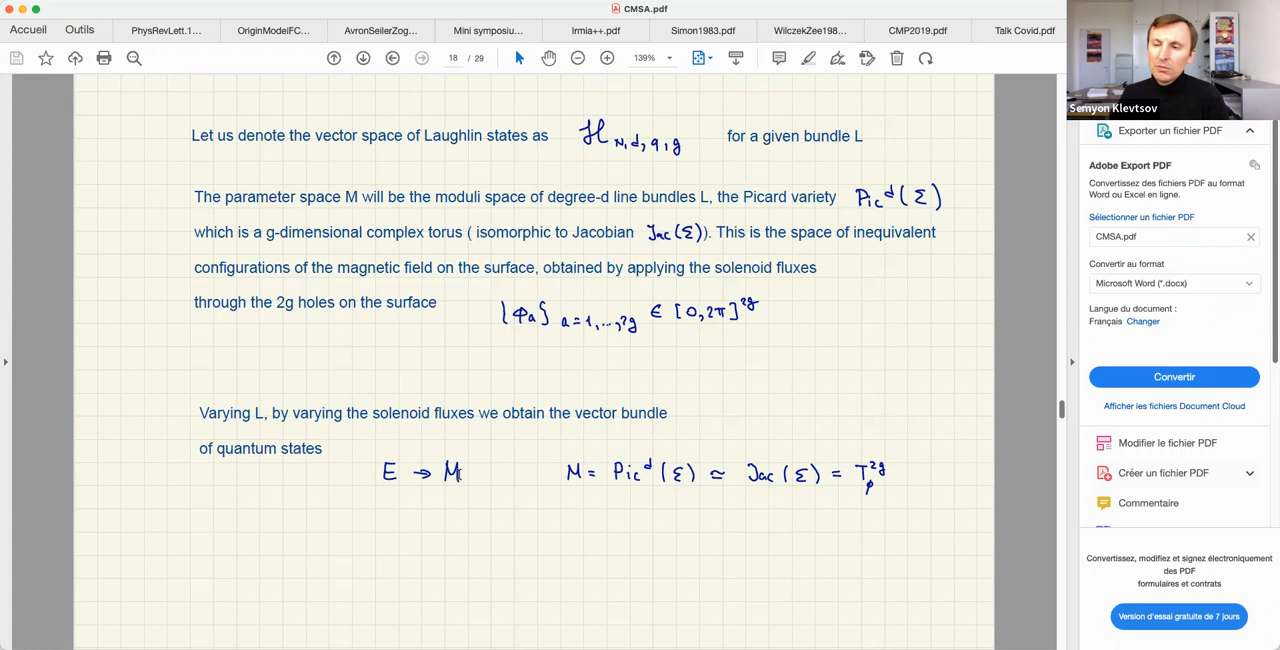 CMSA.pdf
Accueil Outils PhysRevLett.1... OriginModelFC... AvronSeilerZog... Mini symposiu... Irmia++.pdf Simon1983.pdf WilczekZee198... CMP2019.pdf Talk Covid.pdf
18 / 29 139%
Let us denote the vector space of Laughlin states as ℋ_{N,d,q,g} for a given bundle L
The parameter space M will be the moduli space of degree-d line bundles L, the Picard variety Pic^d(Σ)
which is a g-dimensional complex torus ( isomorphic to Jacobian Jac(Σ)). This is the space of inequivalent
configurations of the magnetic field on the surface, obtained by applying the solenoid fluxes
through the 2g holes on the surface
{φ_a}_{a=1,...,2g} ∈ [0,2π]^{2g}
Varying L, by varying the solenoid fluxes we obtain the vector bundle
of quantum states
E → M M = Pic^d(Σ) ≃ Jac(Σ) = T_φ^{2g}
Semyon Klevtsov
Exporter un fichier PDF
Adobe Export PDF
Convertissez des fichiers PDF au format
Word ou Excel en ligne.
Sélectionner un fichier PDF
CMSA.pdf
Convertir au format
Microsoft Word (*.docx)
Langue du document :
Français Changer
Convertir
Afficher les fichiers Document Cloud
Modifier le fichier PDF
Créer un fichier PDF
Commentaire
Convertissez, modifiez et signez électroniquement
des PDF
formulaires et contrats
Version d'essai gratuite de 7 jours